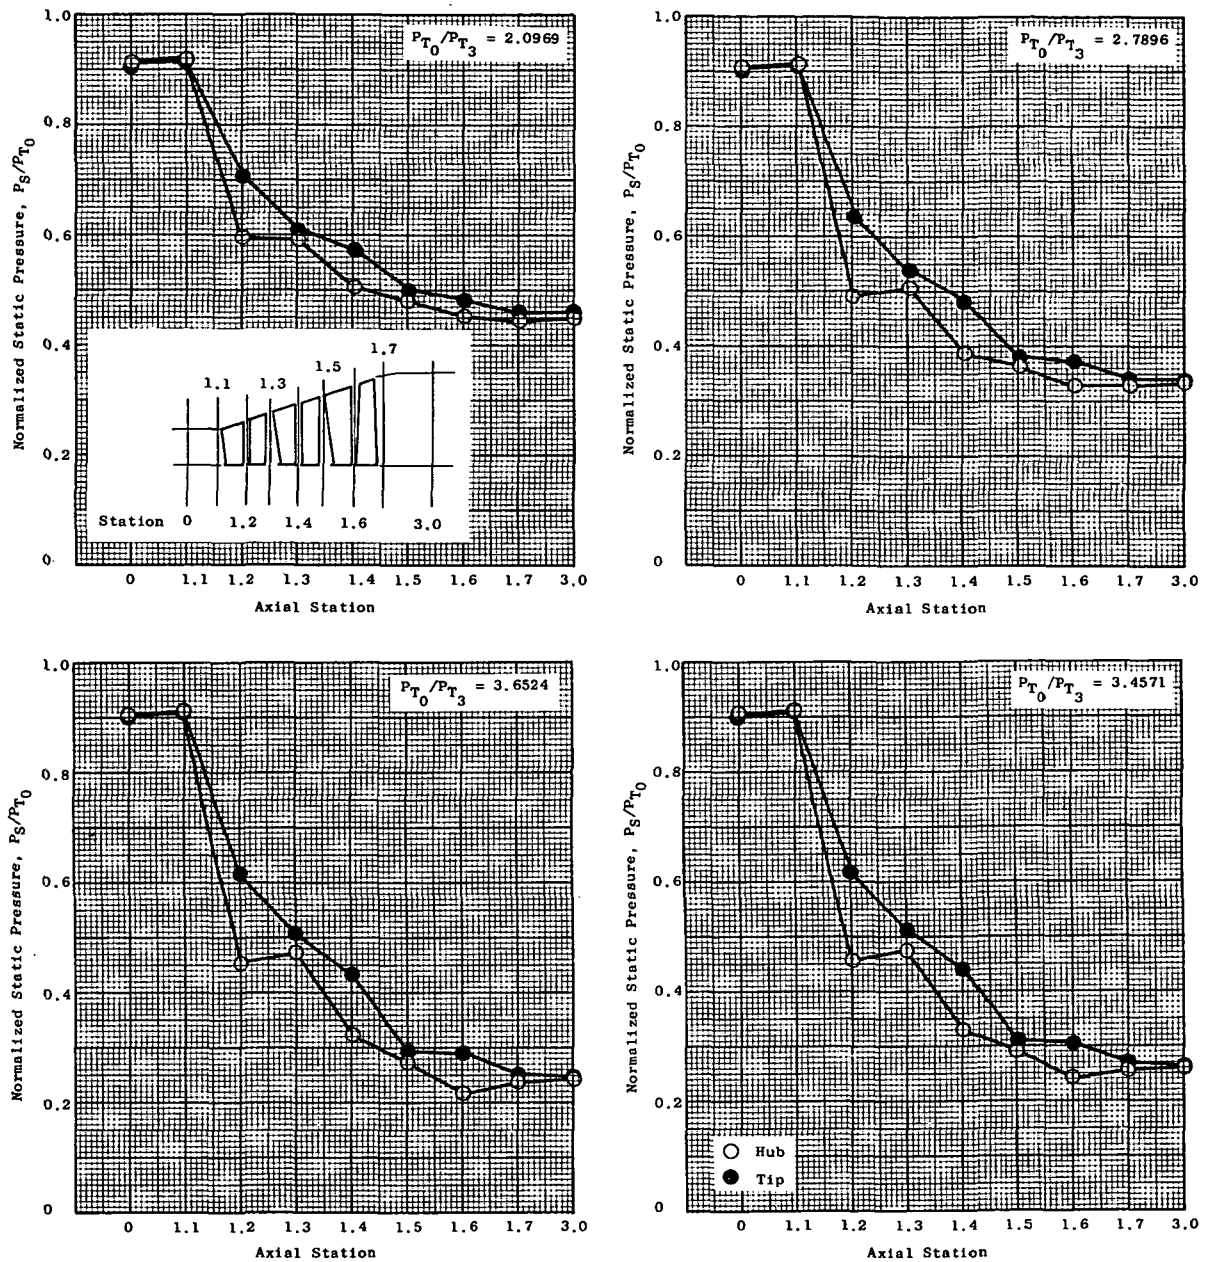 P_T0/P_T3 = 2.0969
Normalized Static Pressure, P_S/P_T0
1.0
0.8
0.6
0.4
0.2
0
1.1
1.3
1.5
1.7
Station 0 1.2 1.4 1.6 3.0
0 1.1 1.2 1.3 1.4 1.5 1.6 1.7 3.0
Axial Station
P_T0/P_T3 = 2.7896
Normalized Static Pressure, P_S/P_T0
1.0
0.8
0.6
0.4
0.2
0
0 1.1 1.2 1.3 1.4 1.5 1.6 1.7 3.0
Axial Station
P_T0/P_T3 = 3.6524
Normalized Static Pressure, P_S/P_T0
1.0
0.8
0.6
0.4
0.2
0
0 1.1 1.2 1.3 1.4 1.5 1.6 1.7 3.0
Axial Station
P_T0/P_T3 = 3.4571
Normalized Static Pressure, P_S/P_T0
1.0
0.8
0.6
0.4
0.2
0
Hub
Tip
0 1.1 1.2 1.3 1.4 1.5 1.6 1.7 3.0
Axial Station